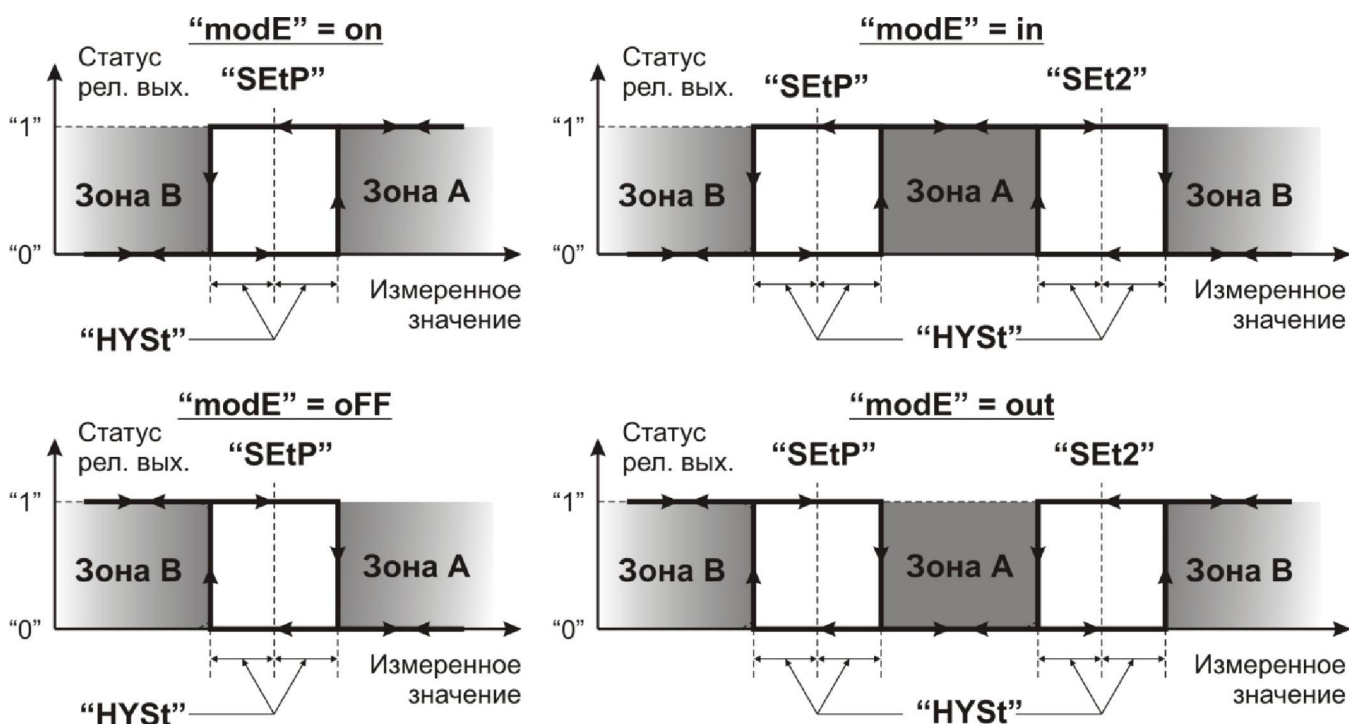 “modE” = on
Статус
рел. вых.
“SEtP”
“1”
Зона B
Зона A
“0”
Измеренное
значение
“HYSt”
“modE” = in
Статус
рел. вых.
“SEtP”
“SEt2”
“1”
Зона B
Зона A
Зона B
“0”
Измеренное
значение
“HYSt”
“modE” = oFF
Статус
рел. вых.
“SEtP”
“1”
Зона B
Зона A
“0”
Измеренное
значение
“HYSt”
“modE” = out
Статус
рел. вых.
“SEtP”
“SEt2”
“1”
Зона B
Зона A
Зона B
“0”
Измеренное
значение
“HYSt”